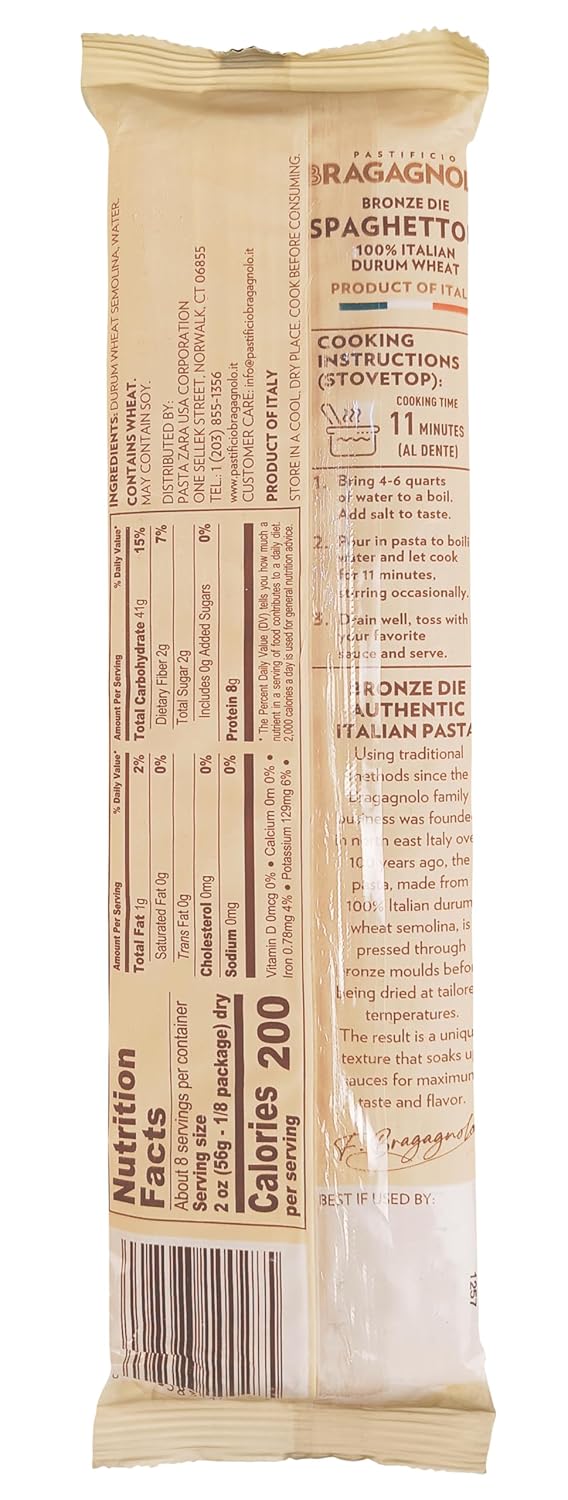 PASTIFICIO
BRAGAGNOL
BRONZE DIE
SPAGHETTO
100% ITALIAN
DURUM WHEAT
PRODUCT OF ITAL
COOKING
INSTRUCTIONS
(STOVETOP):
COOKING TIME
11 MINUTES
(AL DENTE)
1. Bring 4-6 quarts
of water to a boil.
Add salt to taste.
2. Pour in pasta to boili
water and let cook
for 11 minutes,
stirring occasionally.
3. Drain well, toss with
your favorite
sauce and serve.
BRONZE DIE
AUTHENTIC
ITALIAN PASTA
Using traditional
methods since the
Bragagnolo family
business was founde
in north east Italy ove
100 years ago, the
pasta, made from
100% Italian durum
wheat semolina, is
pressed through
bronze moulds befor
being dried at tailore
temperatures.
The result is a uniqu
texture that soaks u
sauces for maximum
taste and flavor.
F. Bragagnolo
BEST IF USED BY:
1257
INGREDIENTS: DURUM WHEAT SEMOLINA, WATER.
CONTAINS WHEAT.
MAY CONTAIN SOY.
DISTRIBUTED BY:
PASTA ZARA USA CORPORATION
ONE SELLEK STREET, NORWALK, CT 06855
TEL.: 1 (203) 855-1356
www.pastificiobragagnolo.it
CUSTOMER CARE: info@pastificiobragagnolo.it
PRODUCT OF ITALY
STORE IN A COOL, DRY PLACE. COOK BEFORE CONSUMING.
Nutrition
Facts
About 8 servings per container
Serving size
2 oz (56g - 1/8 package) dry
Calories 200
per serving
Amount Per Serving % Daily Value*
Total Fat 1g 2%
Saturated Fat 0g 0%
Trans Fat 0g
Cholesterol 0mg 0%
Sodium 0mg 0%
Amount Per Serving % Daily Value*
Total Carbohydrate 41g 15%
Dietary Fiber 2g 7%
Total Sugar 2g
Includes 0g Added Sugars 0%
Protein 8g
Vitamin D 0mcg 0% • Calcium 0m 0% •
Iron 0.78mg 4% • Potassium 129mg 6% •
* The Percent Daily Value (DV) tells you how much a
nutrient in a serving of food contributes to a daily diet.
2,000 calories a day is used for general nutrition advice.